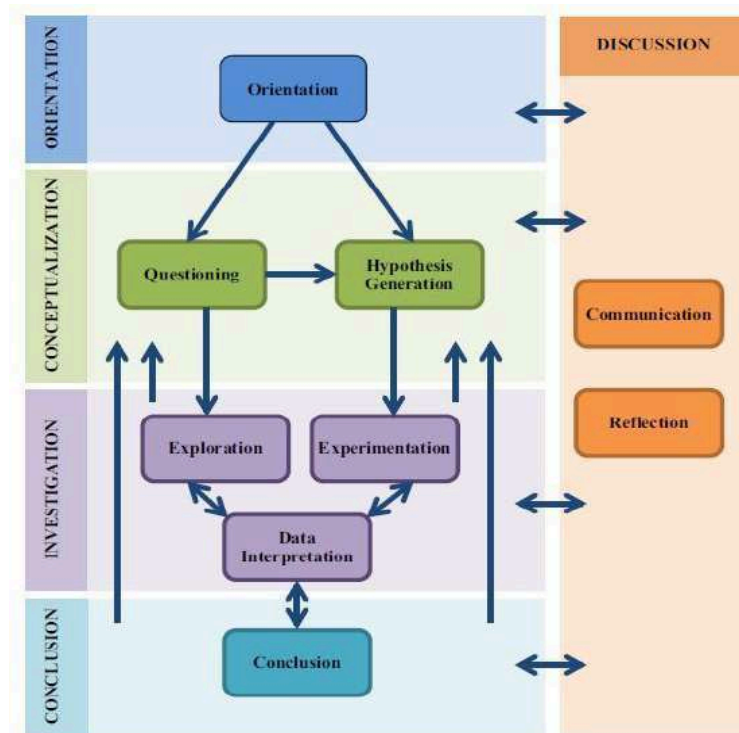 ORIENTATION
Orientation
DISCUSSION
CONCEPTUALIZATION
Questioning
Hypothesis
Generation
Communication
Reflection
INVESTIGATION
Exploration
Experimentation
Data
Interpretation
CONCLUSION
Conclusion